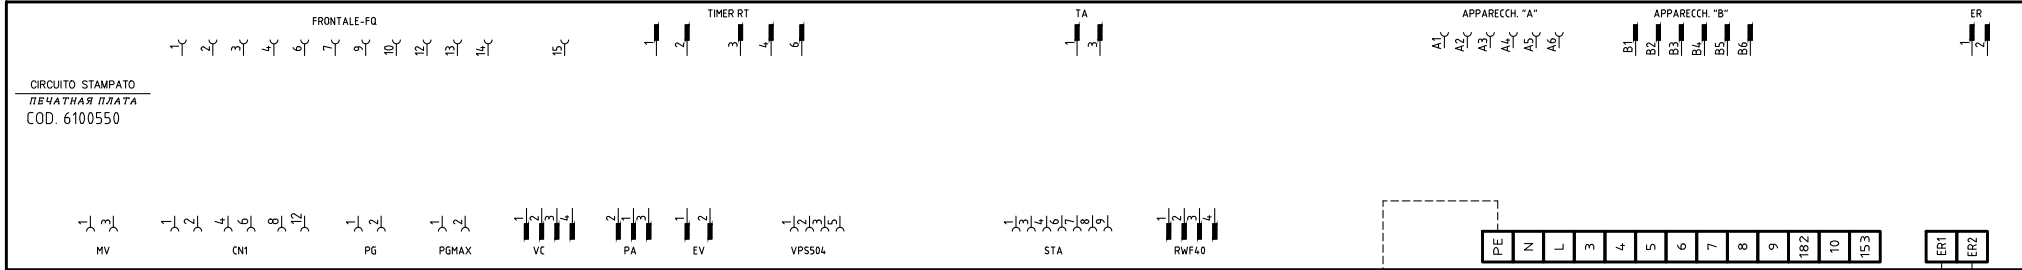 FRONTALE-FQ
TIMER RT
TA
APPARECCH. "A"
APPARECCH. "B"
ER
1 2 3 4 6 7 9 10 12 13 14 15
1 2 3 4 6
1 3
A1 A2 A3 A4 A5 A6
B1 B2 B3 B4 B5 B6
1 2
CIRCUITO STAMPATO
ПЕЧАТНАЯ ПЛАТА
COD. 6100550
1 3
1 2 4 6 8 12
1 2
1 2
1 2 3 4
2 1 3
1 2
1 2 3 5
1 3 4 6 7 8 9
1 2 3 4
MV
CN1
PG
PGMAX
VC
PA
EV
VPS504
STA
RWF40
PE N L 3 4 5 6 7 8 9 182 10 153
ER1 ER2